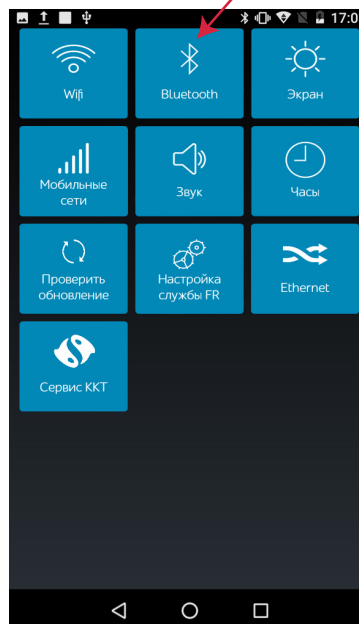 17:0
Wifi
Bluetooth
Экран
Мобильные
сети
Звук
Часы
Проверить
обновление
Настройка
службы FR
Ethernet
Сервис ККТ